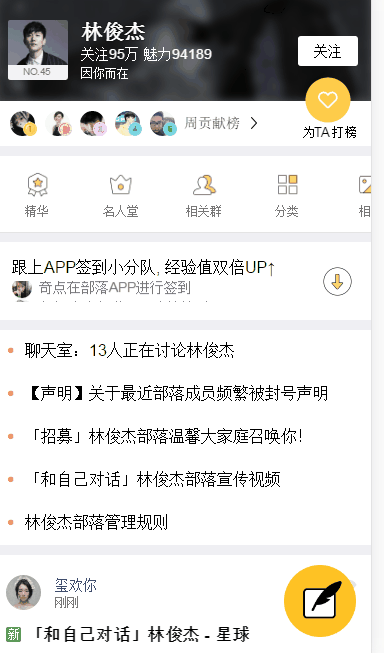 林俊杰
关注95万 魅力94189
因你而在
NO.45
关注
周贡献榜
为TA打榜
精华
名人堂
相关群
分类
相
跟上APP签到小分队, 经验值双倍UP↑
奇点在部落APP进行签到
聊天室：13人正在讨论林俊杰
【声明】关于最近部落成员频繁被封号声明
「招募」林俊杰部落温馨大家庭召唤你!
「和自己对话」林俊杰部落宣传视频
林俊杰部落管理规则
玺欢你
刚刚
新 「和自己对话」林俊杰 - 星球